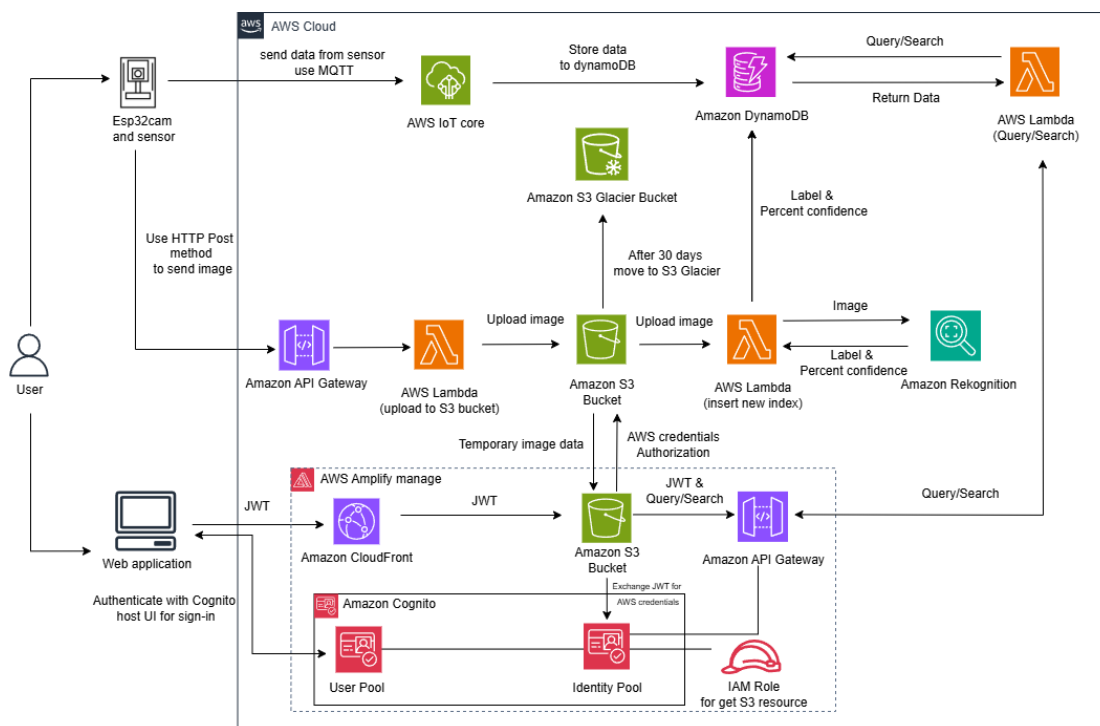 aws
AWS Cloud
send data from sensor
use MQTT
Store data
to dynamoDB
Query/Search
Return Data
Esp32cam
and sensor
AWS IoT core
Amazon DynamoDB
AWS Lambda
(Query/Search)
Amazon S3 Glacier Bucket
Label &
Percent confidence
Use HTTP Post
method
to send image
After 30 days
move to S3 Glacier
Upload image
Upload image
Image
Label &
Percent confidence
User
Amazon API Gateway
AWS Lambda
(upload to S3 bucket)
Amazon S3
Bucket
AWS Lambda
(insert new index)
Amazon Rekognition
Temporary image data
AWS credentials
Authorization
AWS Amplify manage
JWT
JWT
JWT &
Query/Search
Query/Search
Web application
Amazon CloudFront
Amazon S3
Bucket
Amazon API Gateway
Exchange JWT for
AWS credentials
Authenticate with Cognito
host UI for sign-in
Amazon Cognito
User Pool
Identity Pool
IAM Role
for get S3 resource